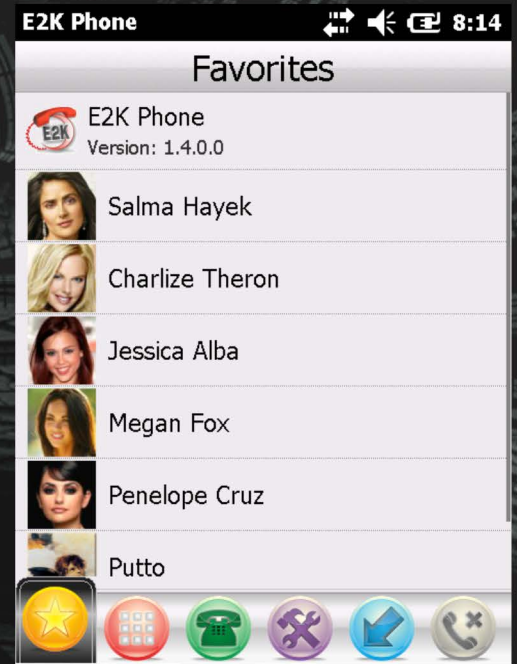 E2K Phone 8:14
Favorites
E2K
E2K Phone
Version: 1.4.0.0
Salma Hayek
Charlize Theron
Jessica Alba
Megan Fox
Penelope Cruz
Putto